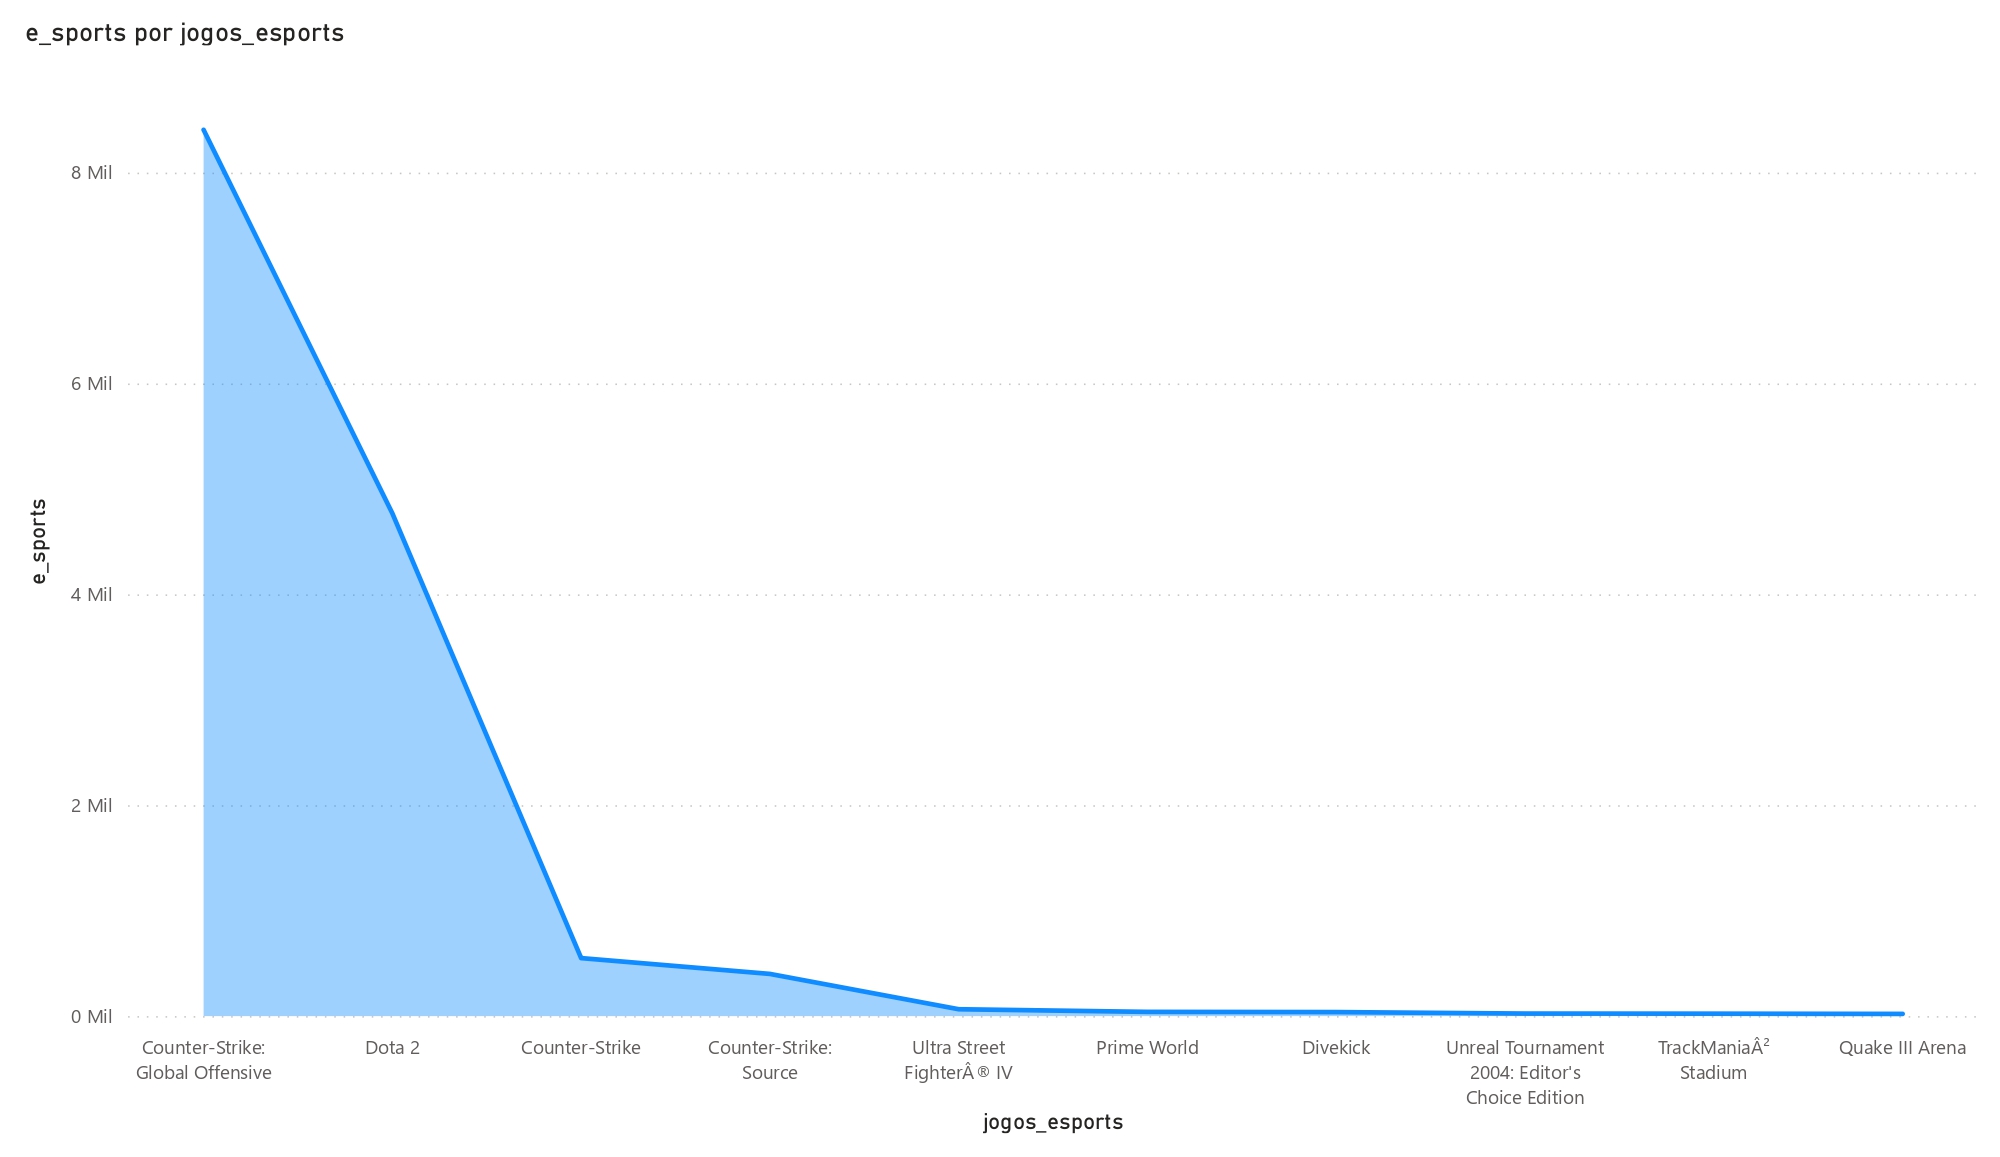 e_sports por jogos_esports
8 Mil
6 Mil
4 Mil
2 Mil
0 Mil
e_sports
Counter-Strike:
Global Offensive
Dota 2
Counter-Strike
Counter-Strike:
Source
Ultra Street
FighterÂ® IV
Prime World
Divekick
Unreal Tournament
2004: Editor's
Choice Edition
TrackManiaÂ²
Stadium
Quake III Arena
jogos_esports